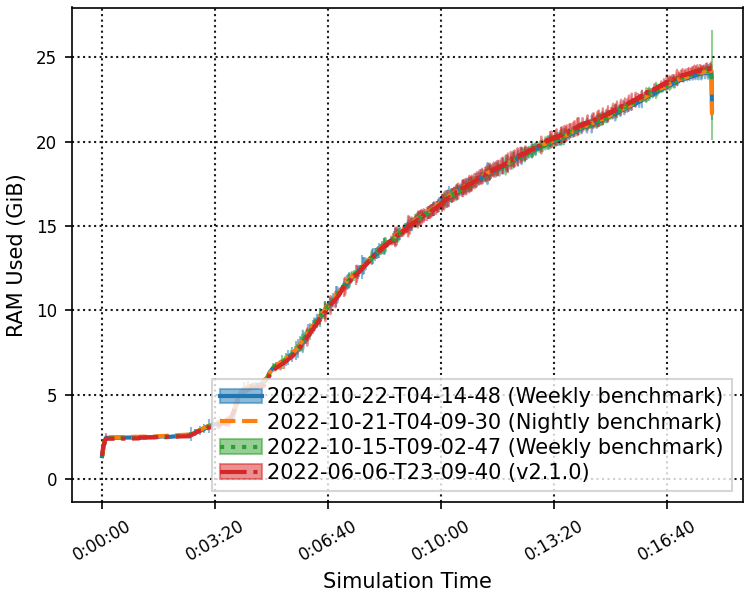 25
20
15
10
5
0
RAM Used (GiB)
2022-10-22-T04-14-48 (Weekly benchmark)
2022-10-21-T04-09-30 (Nightly benchmark)
2022-10-15-T09-02-47 (Weekly benchmark)
2022-06-06-T23-09-40 (v2.1.0)
0:00:00
0:03:20
0:06:40
0:10:00
0:13:20
0:16:40
Simulation Time